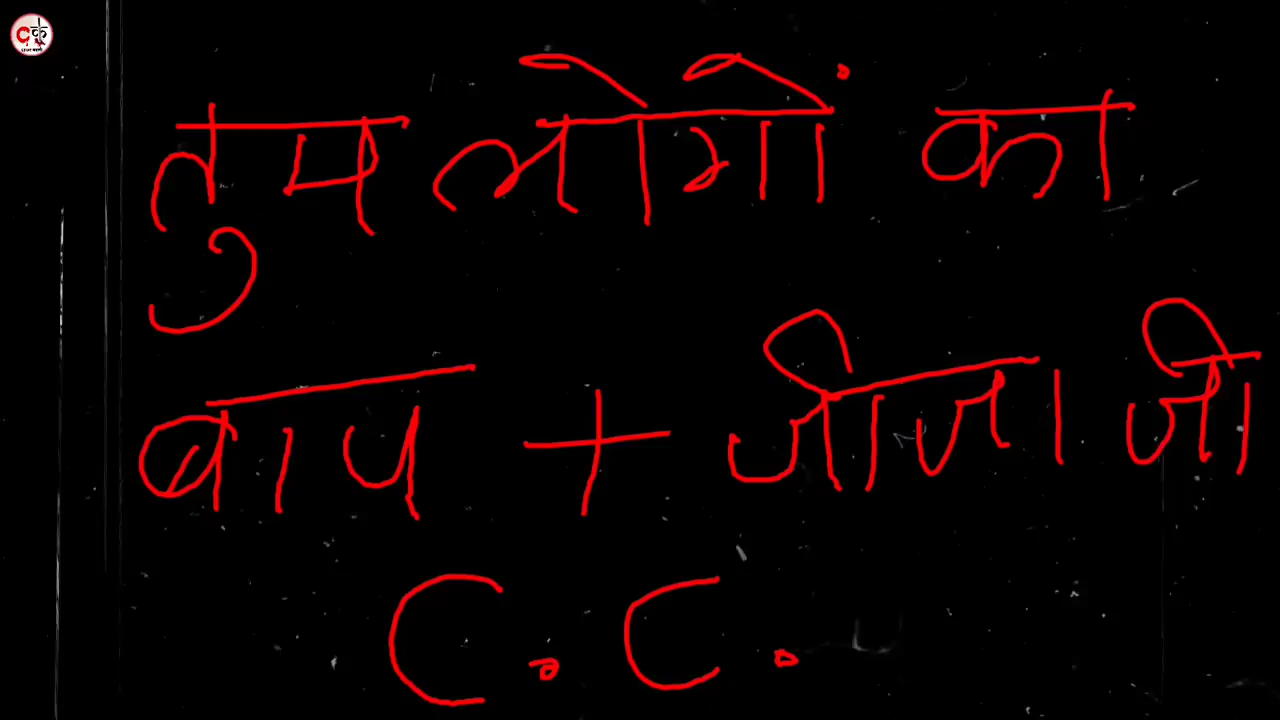 तुम लोगों का
बाप + जीजा जी
C.C.